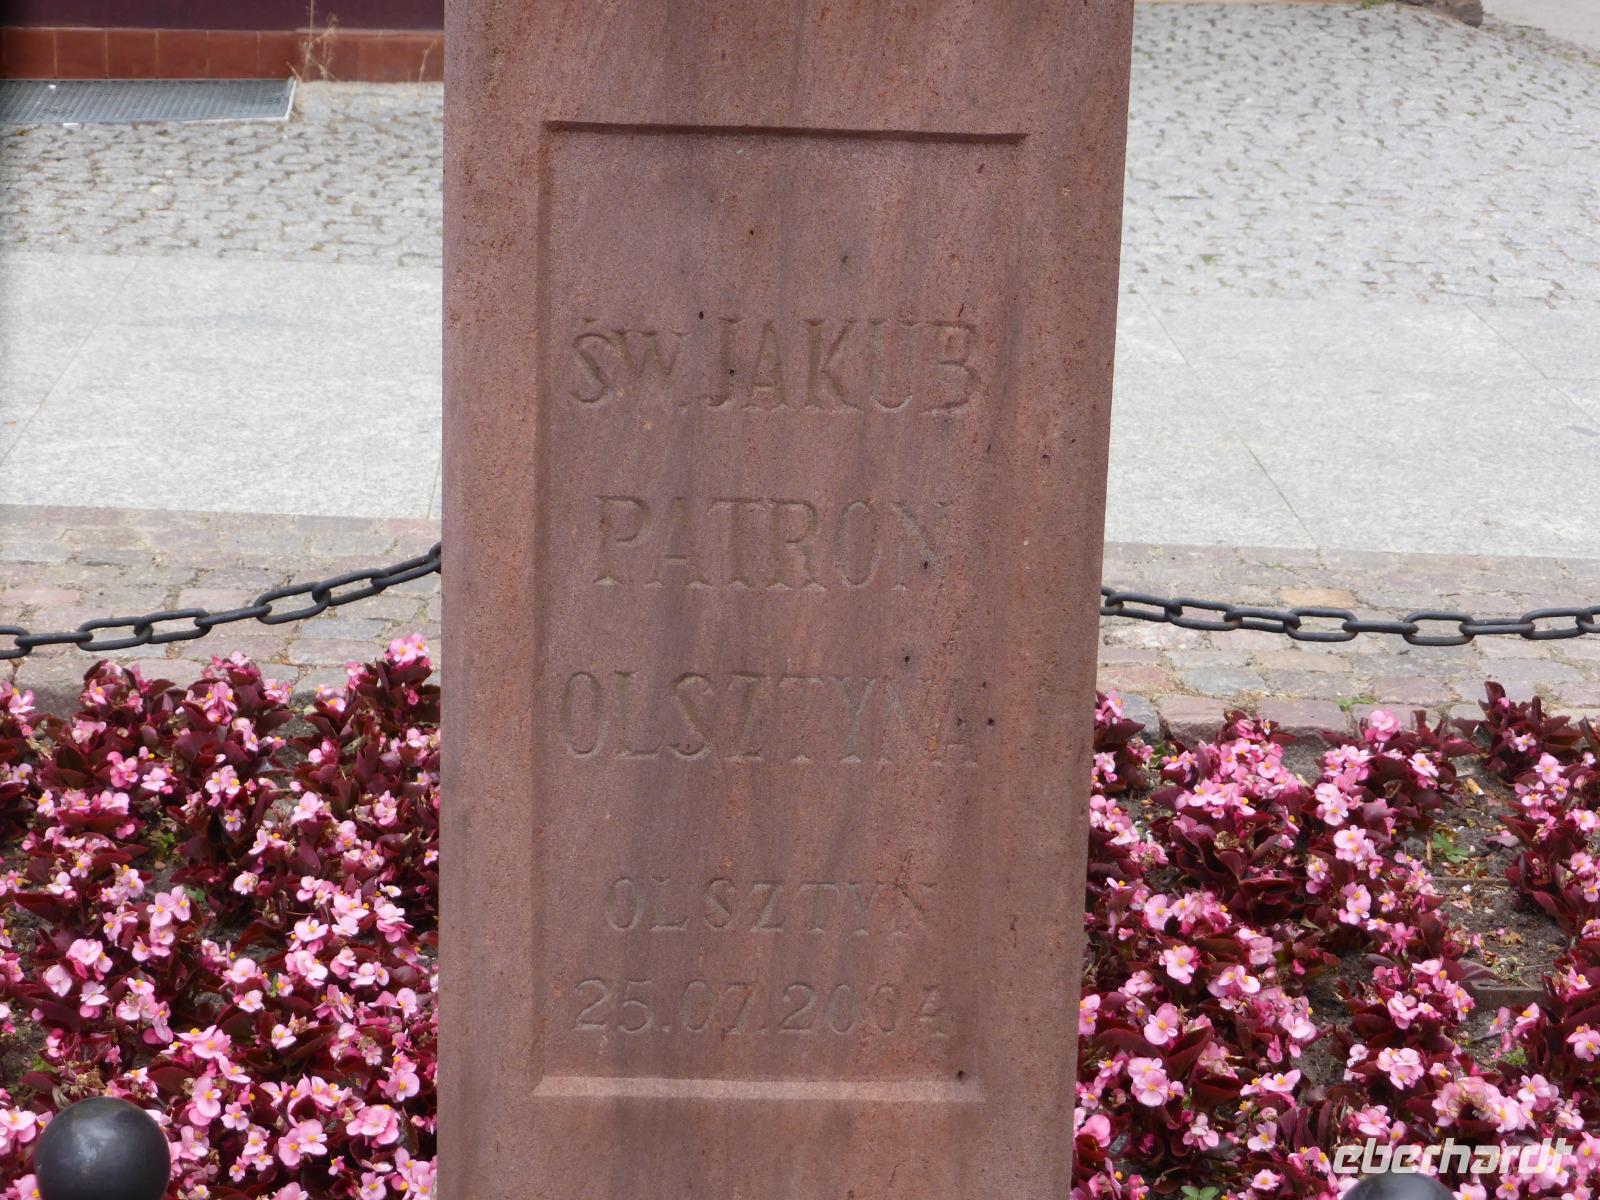 ŚW. JAKUB
PATRON
OLSZTYNA
OLSZTYN
25.07.2004
eberhardt